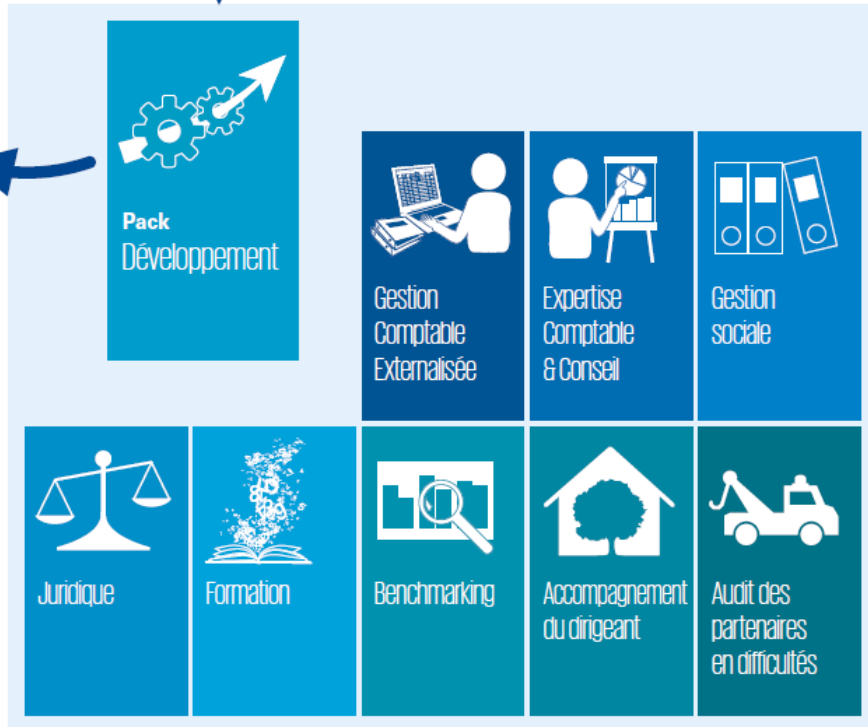 Pack
Développement
Gestion
Comptable
Externalisée
Expertise
Comptable
& Conseil
Gestion
sociale
Juridique
Formation
Benchmarking
Accompagnement
du dirigeant
Audit des
partenaires
en difficultés